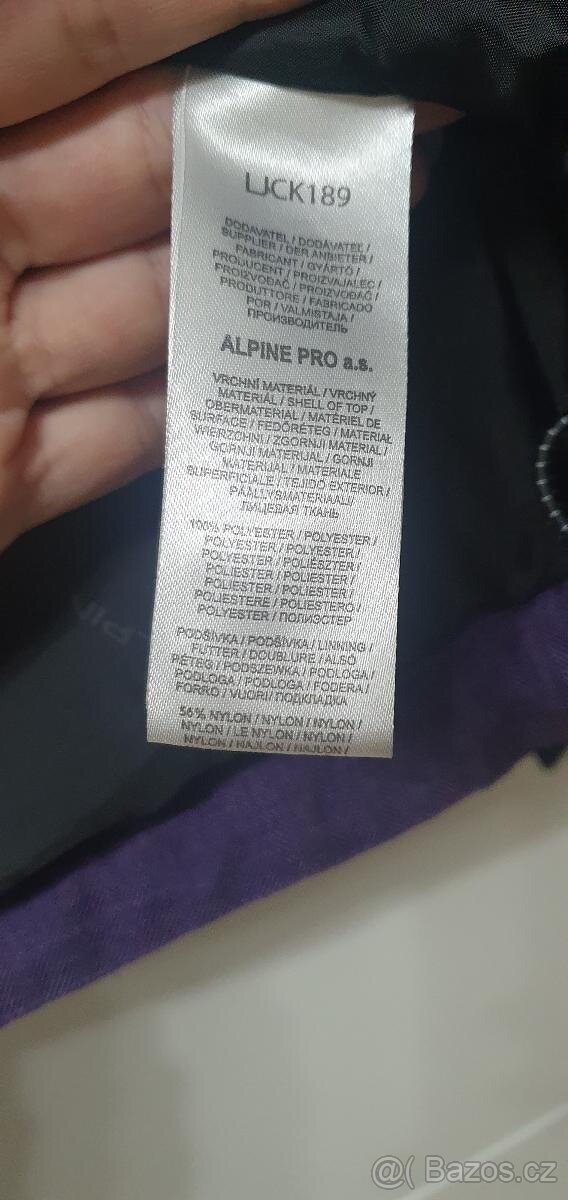 LJCK189
DODAVATEL / DODÁVATEĽ /
SUPPLIER / DER ANBIETER /
FABRICANT / GYÁRTÓ /
PRODUCENT / PROIZVAJALEC /
PROIZVOĐAČ / PROIZVOĐAČ /
PRODUTTORE / FABRICADO
POR / VALMISTAJA /
ПРОИЗВОДИТЕЛЬ
ALPINE PRO a.s.
VRCHNÍ MATERIÁL / VRCHNÝ
MATERIÁL / SHELL OF TOP /
OBERMATERIAL / MATÉRIEL DE
SURFACE / FEDŐRÉTEG / MATERIAŁ
WIERZCHNI / ZGORNJI MATERIAL /
GORNJI MATERIJAL / GORNJI
MATERIJAL / MATERIALE
SUPERFICIALE / TEJIDO EXTERIOR /
PÄÄLLYSMATERIAALI /
ЛИЦЕВАЯ ТКАНЬ
100% POLYESTER / POLYESTER /
POLYESTER / POLYESTER /
POLYESTER / POLIÉSZTER /
POLIESTER / POLIESTER /
POLIESTER / POLIESTER /
POLIESTERE / POLIESTERO /
POLYESTER / ПОЛИЭСТЕР
PODŠÍVKA / PODŠÍVKA / LINNING /
FUTTER / DOUBLURE / ALSÓ
RÉTEG / PODSZEWKA / PODLOGA /
PODLOGA / PODLOGA / FODERA /
FORRO / VUORI / ПОДКЛАДКА
56% NYLON / NYLON / NYLON /
NYLON / LE NYLON / NYLON /
NYLON / NAJLON / NAJLON /
Bazoš.cz